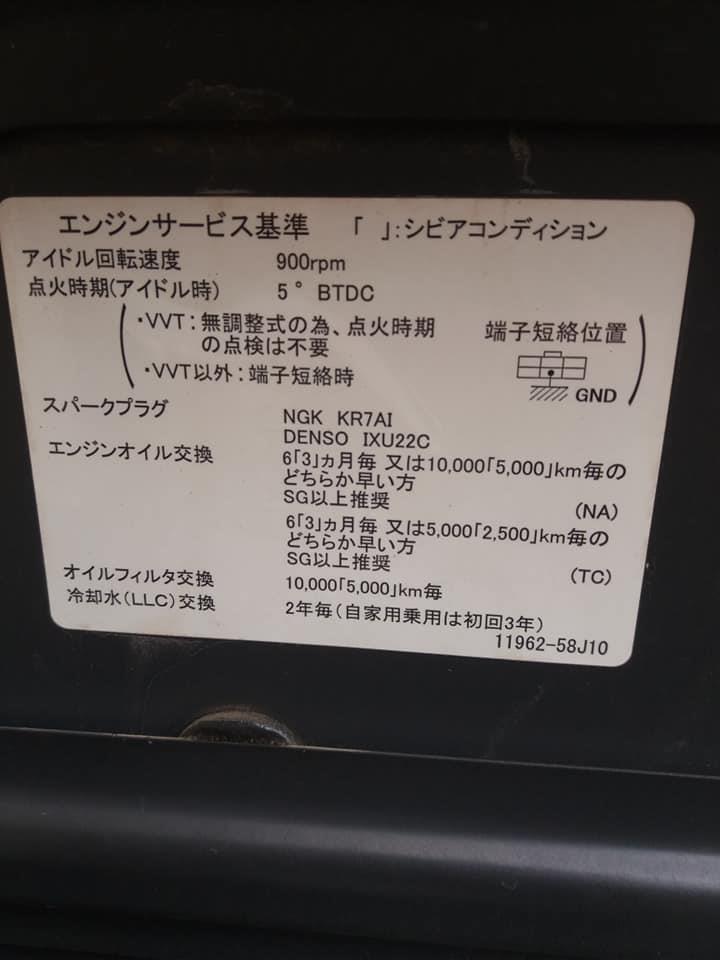 エンジンサービス基準 「 」:シビアコンディション
アイドル回転速度 900rpm
点火時期(アイドル時) 5° BTDC
・VVT:無調整式の為、点火時期
の点検は不要
・VVT以外:端子短絡時
端子短絡位置
GND
スパークプラグ NGK KR7AI
DENSO IXU22C
エンジンオイル交換 6「3」ヵ月毎 又は10,000「5,000」km毎の
どちらか早い方
SG以上推奨 (NA)
6「3」ヵ月毎 又は5,000「2,500」km毎の
どちらか早い方
SG以上推奨 (TC)
オイルフィルタ交換 10,000「5,000」km毎
冷却水(LLC)交換 2年毎(自家用乗用は初回3年)
11962-58J10